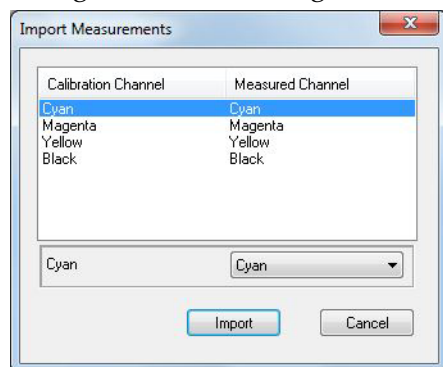 Import Measurements
Calibration Channel Measured Channel
Cyan Cyan
Magenta Magenta
Yellow Yellow
Black Black
Cyan Cyan
Import Cancel